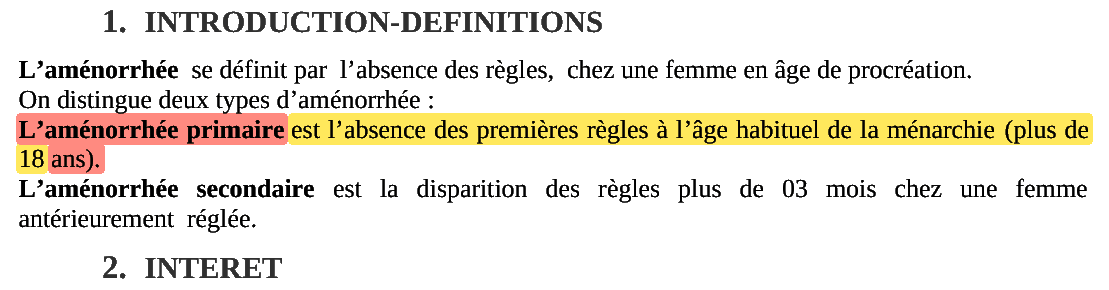 1. INTRODUCTION-DEFINITIONS
L’aménorrhée se définit par l’absence des règles, chez une femme en âge de procréation.
On distingue deux types d’aménorrhée :
L’aménorrhée primaire est l’absence des premières règles à l’âge habituel de la ménarchie (plus de
18 ans).
L’aménorrhée secondaire est la disparition des règles plus de 03 mois chez une femme
antérieurement réglée.
2. INTERET